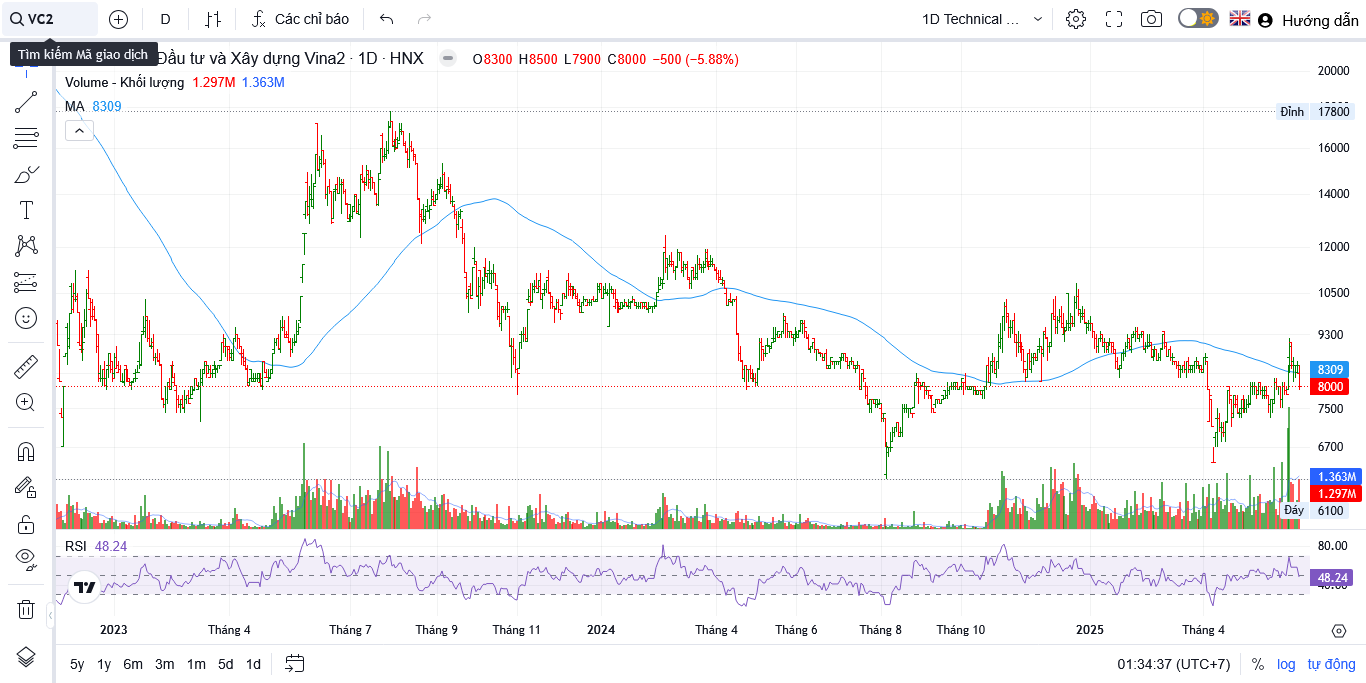 VC2 D Các chỉ báo 1D Technical ... Hướng dẫn
Tìm kiếm Mã giao dịch
Đầu tư và Xây dựng Vina2 · 1D · HNX O8300 H8500 L7900 C8000 −500 (−5.88%)
Volume - Khối lượng 1.297M 1.363M
MA 8309
20000
Đỉnh 17800
16000
14000
12000
10500
9300
8309
8000
7500
6700
1.363M
1.297M
Đáy 6100
RSI 48.24
80.00
48.24
40.00
2023 Tháng 4 Tháng 7 Tháng 9 Tháng 11 2024 Tháng 4 Tháng 6 Tháng 8 Tháng 10 2025 Tháng 4
5y 1y 6m 3m 1m 5d 1d 01:34:37 (UTC+7) % log tự động